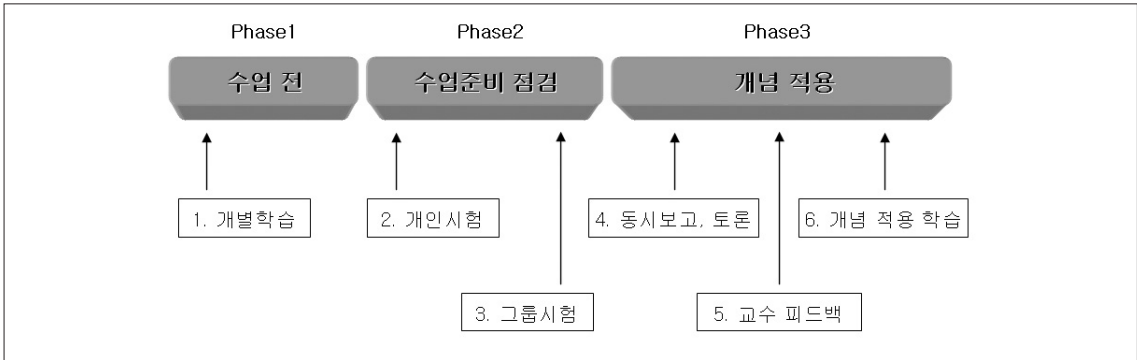 Phase1 Phase2 Phase3
수업 전 수업준비 점검 개념 적용
1. 개별학습 2. 개인시험 4. 동시보고, 토론 6. 개념 적용 학습
3. 그룹시험 5. 교수 피드백